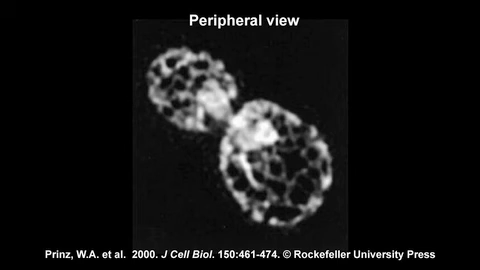 Peripheral view
Prinz, W.A. et al. 2000. J Cell Biol. 150:461-474. © Rockefeller University Press